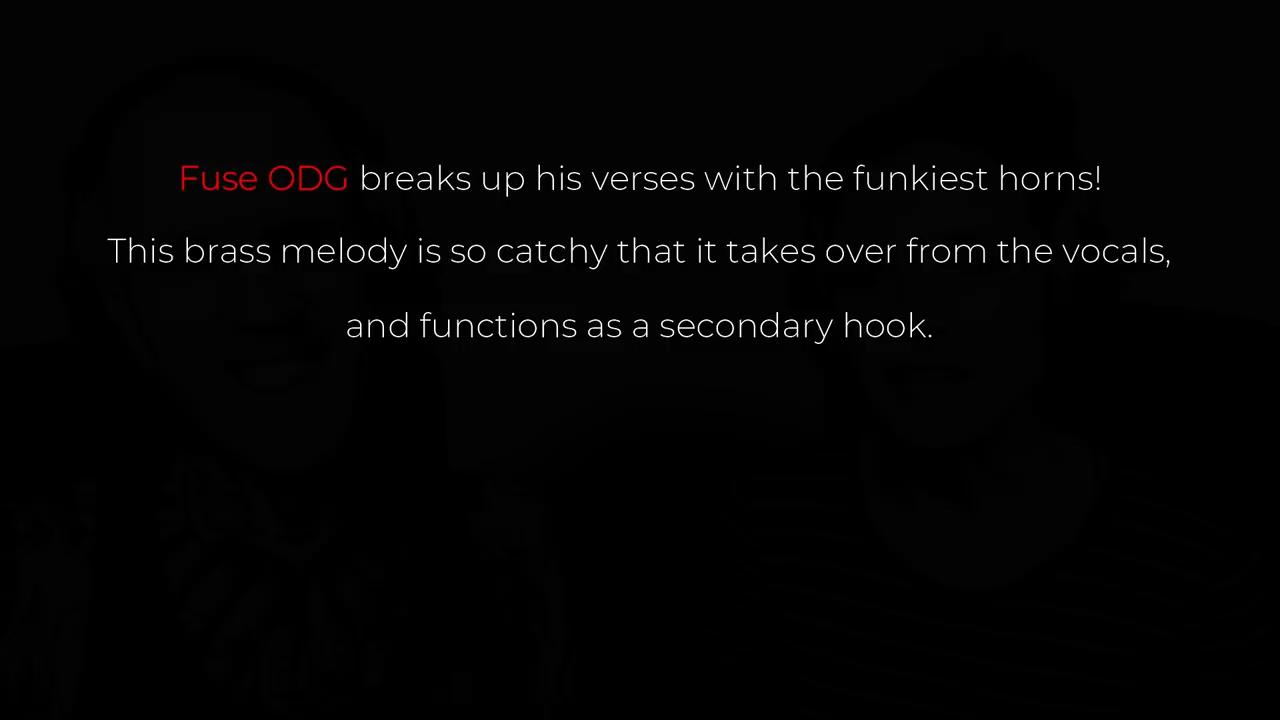 Fuse ODG breaks up his verses with the funkiest horns!
This brass melody is so catchy that it takes over from the vocals,
and functions as a secondary hook.